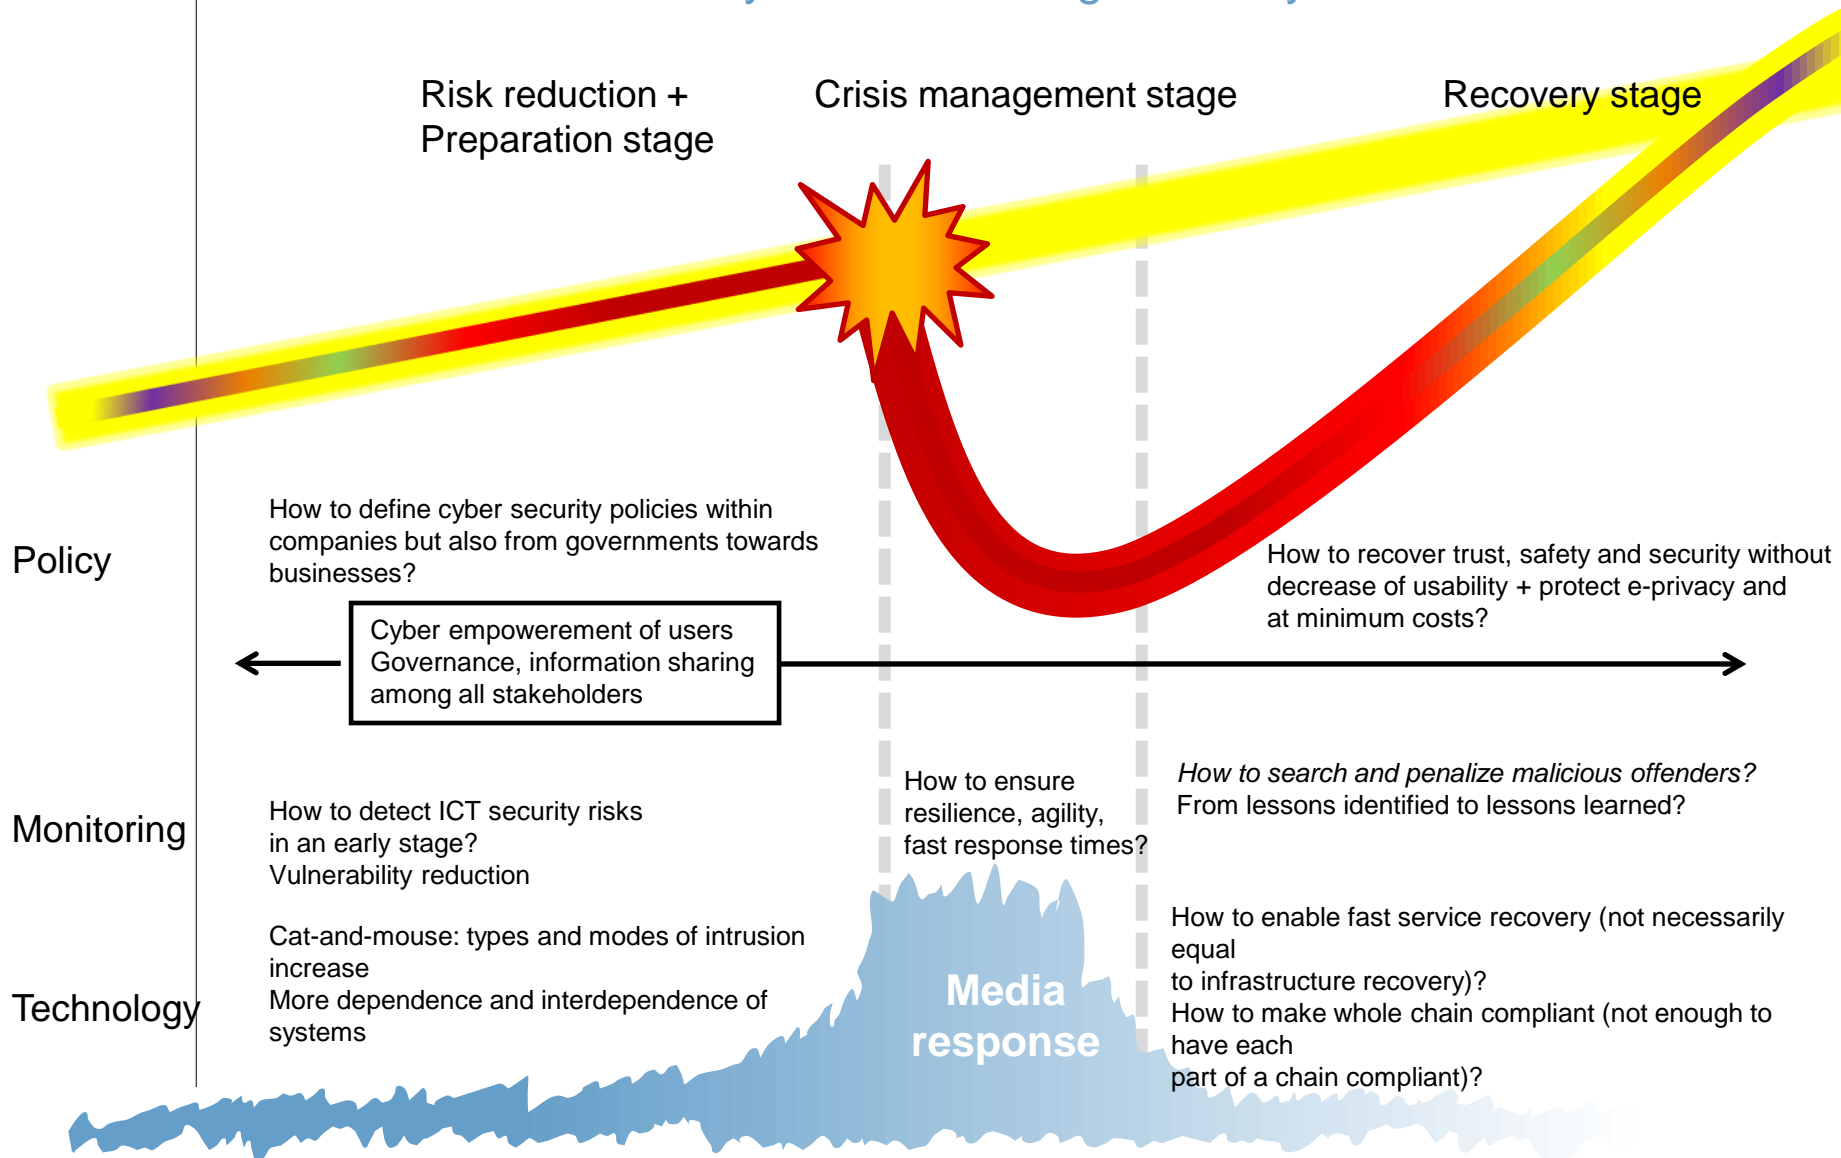 Risk reduction +
Preparation stage
Crisis management stage
Recovery stage
Policy
How to define cyber security policies within
companies but also from governments towards
businesses?
How to recover trust, safety and security without
decrease of usability + protect e-privacy and
at minimum costs?
Cyber empowerement of users
Governance, information sharing
among all stakeholders
Monitoring
How to detect ICT security risks
in an early stage?
Vulnerability reduction
How to ensure
resilience, agility,
fast response times?
How to search and penalize malicious offenders?
From lessons identified to lessons learned?
Technology
Cat-and-mouse: types and modes of intrusion
increase
More dependence and interdependence of
systems
Media
response
How to enable fast service recovery (not necessarily
equal
to infrastructure recovery)?
How to make whole chain compliant (not enough to
have each
part of a chain compliant)?